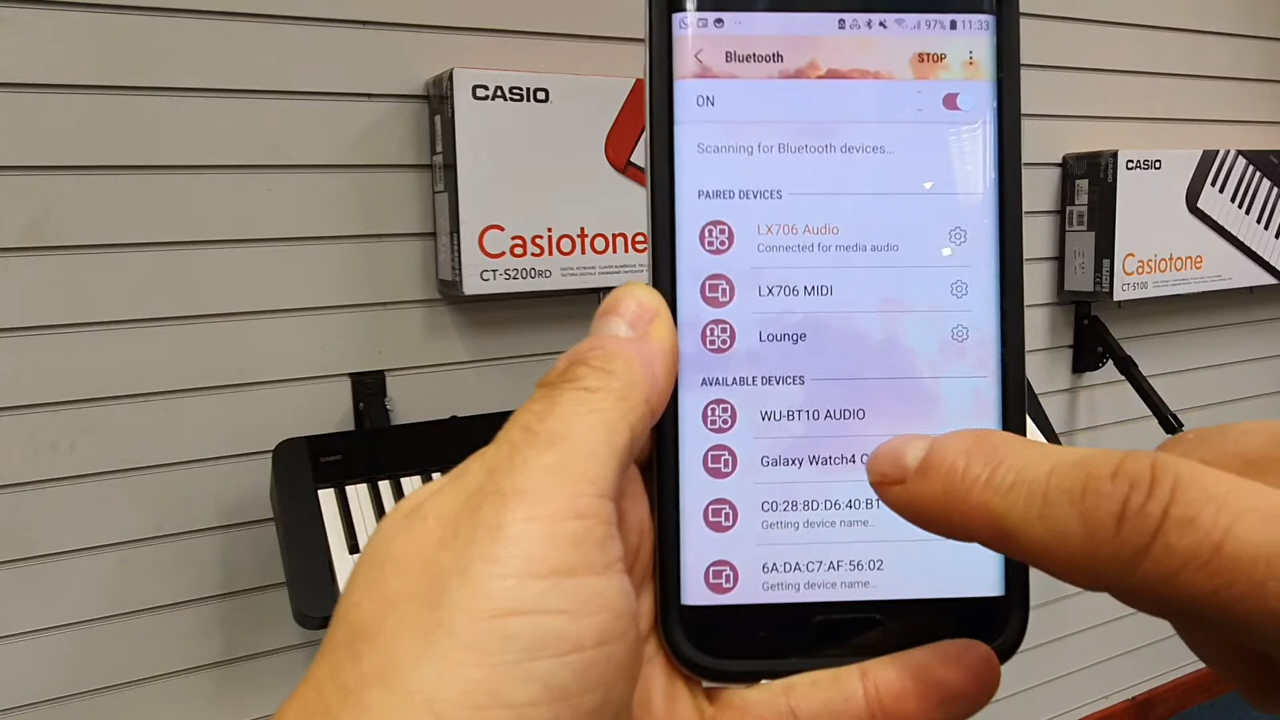 97% 11:33
Bluetooth STOP
ON
Scanning for Bluetooth devices...
PAIRED DEVICES
LX706 Audio
Connected for media audio
LX706 MIDI
Lounge
AVAILABLE DEVICES
WU-BT10 AUDIO
Galaxy Watch4
C0:28:8D:D6:40:B1
Getting device name...
6A:DA:C7:AF:56:02
Getting device name...
CASIO
Casiotone
CT-S200RD
CASIO
Casiotone
CT-S100
CASIO